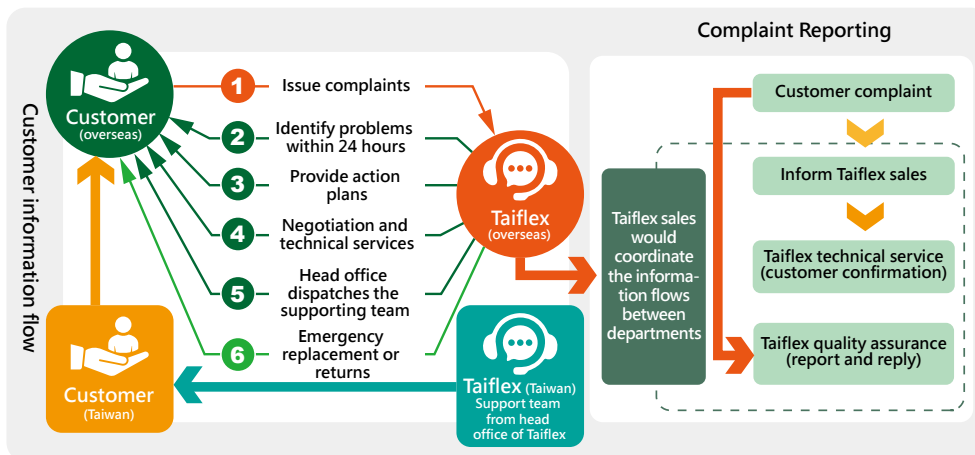 Customer information flow
Customer
(overseas)
1
Issue complaints
2
Identify problems
within 24 hours
3
Provide action
plans
4
Negotiation and
technical services
5
Head office
dispatches the
supporting team
6
Emergency
replacement or
returns
Taiflex
(overseas)
Customer
(Taiwan)
Taiflex (Taiwan)
Support team
from head
office of Taiflex
Complaint Reporting
Taiflex sales
would
coordinate
the informa-
tion flows
between
departments
Customer complaint
Inform Taiflex sales
Taiflex technical service
(customer confirmation)
Taiflex quality assurance
(report and reply)